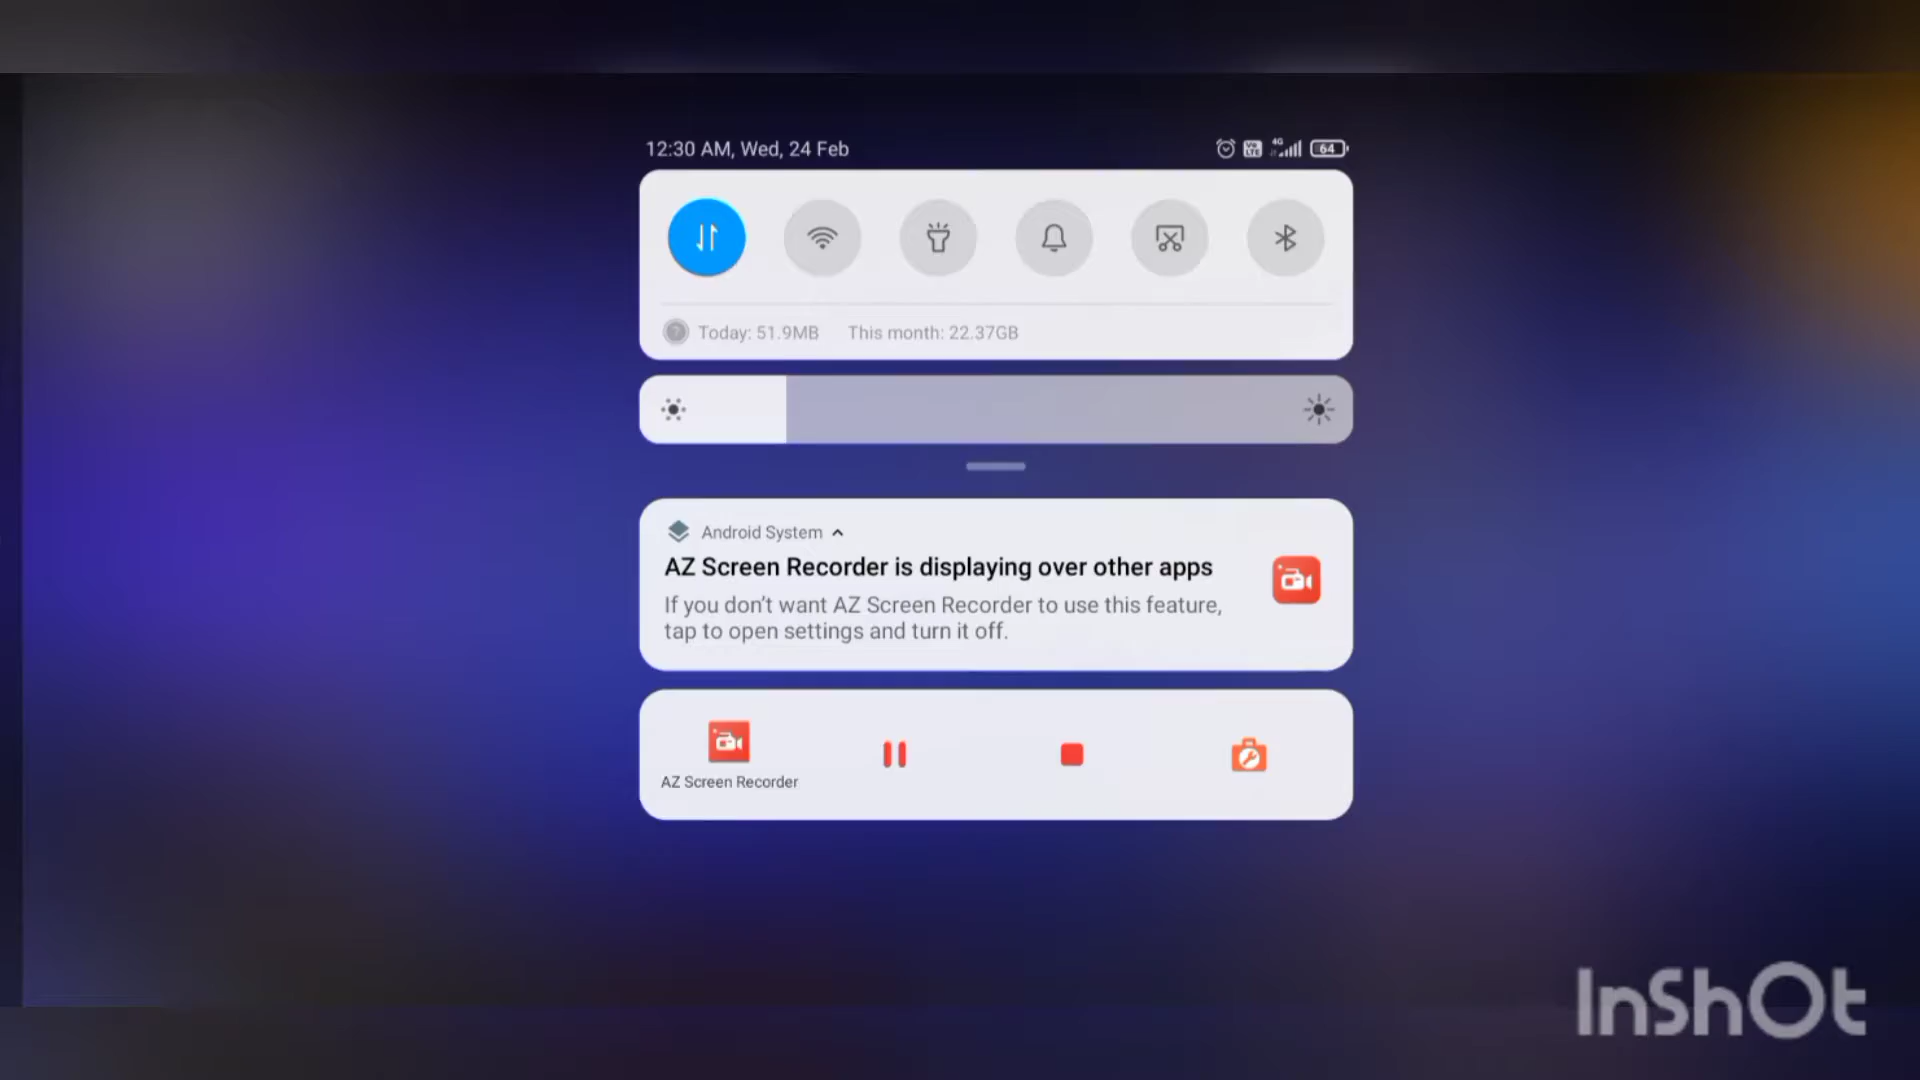 12:30 AM, Wed, 24 Feb
4G
64
Today: 51.9MB This month: 22.37GB
Android System
AZ Screen Recorder is displaying over other apps
If you don't want AZ Screen Recorder to use this feature,
tap to open settings and turn it off.
AZ Screen Recorder
InShOt